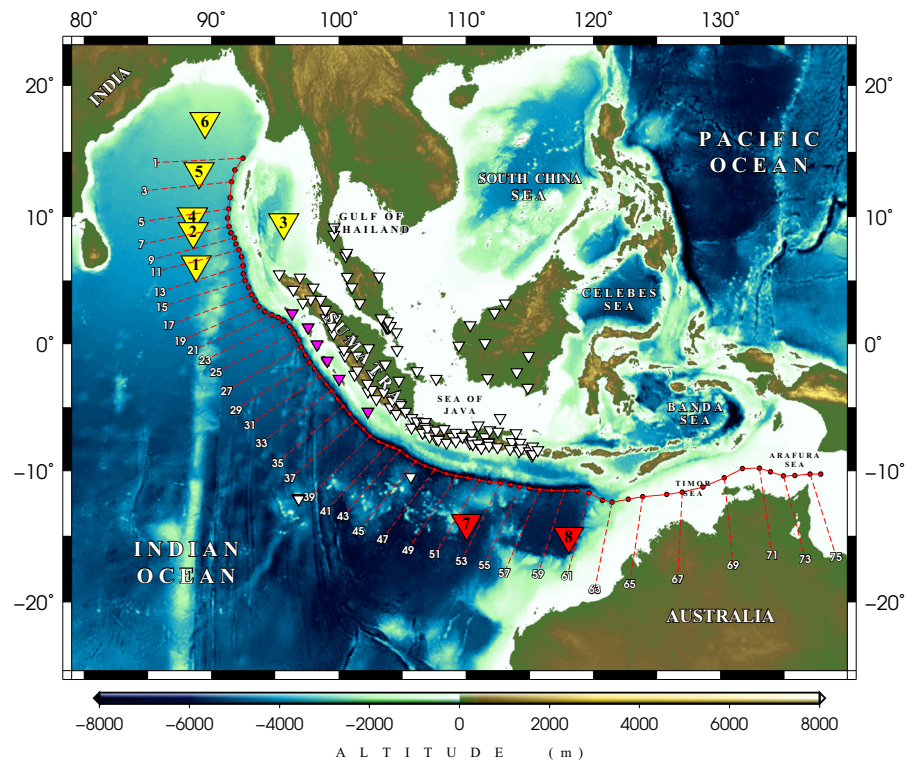 80° 90° 100° 110° 120° 130°
20°
10°
0°
−10°
−20°
20°
10°
0°
−10°
−20°
INDIA
PACIFIC
OCEAN
SOUTH CHINA
SEA
GULF OF
THAILAND
CELEBES
SEA
SUMATRA
SEA OF
JAVA
BANDA
SEA
ARAFURA
SEA
TIMOR
SEA
INDIAN
OCEAN
AUSTRALIA
6
5
4
2
3
1
7
8
1
3
5
7
9
11
13
15
17
19
21
23
25
27
29
31
33
35
37
39
41
43
45
47
49
51
53
55
57
59
61
63
65
67
69
71
73
75
−8000 −6000 −4000 −2000 0 2000 4000 6000 8000
ALTITUDE (m)